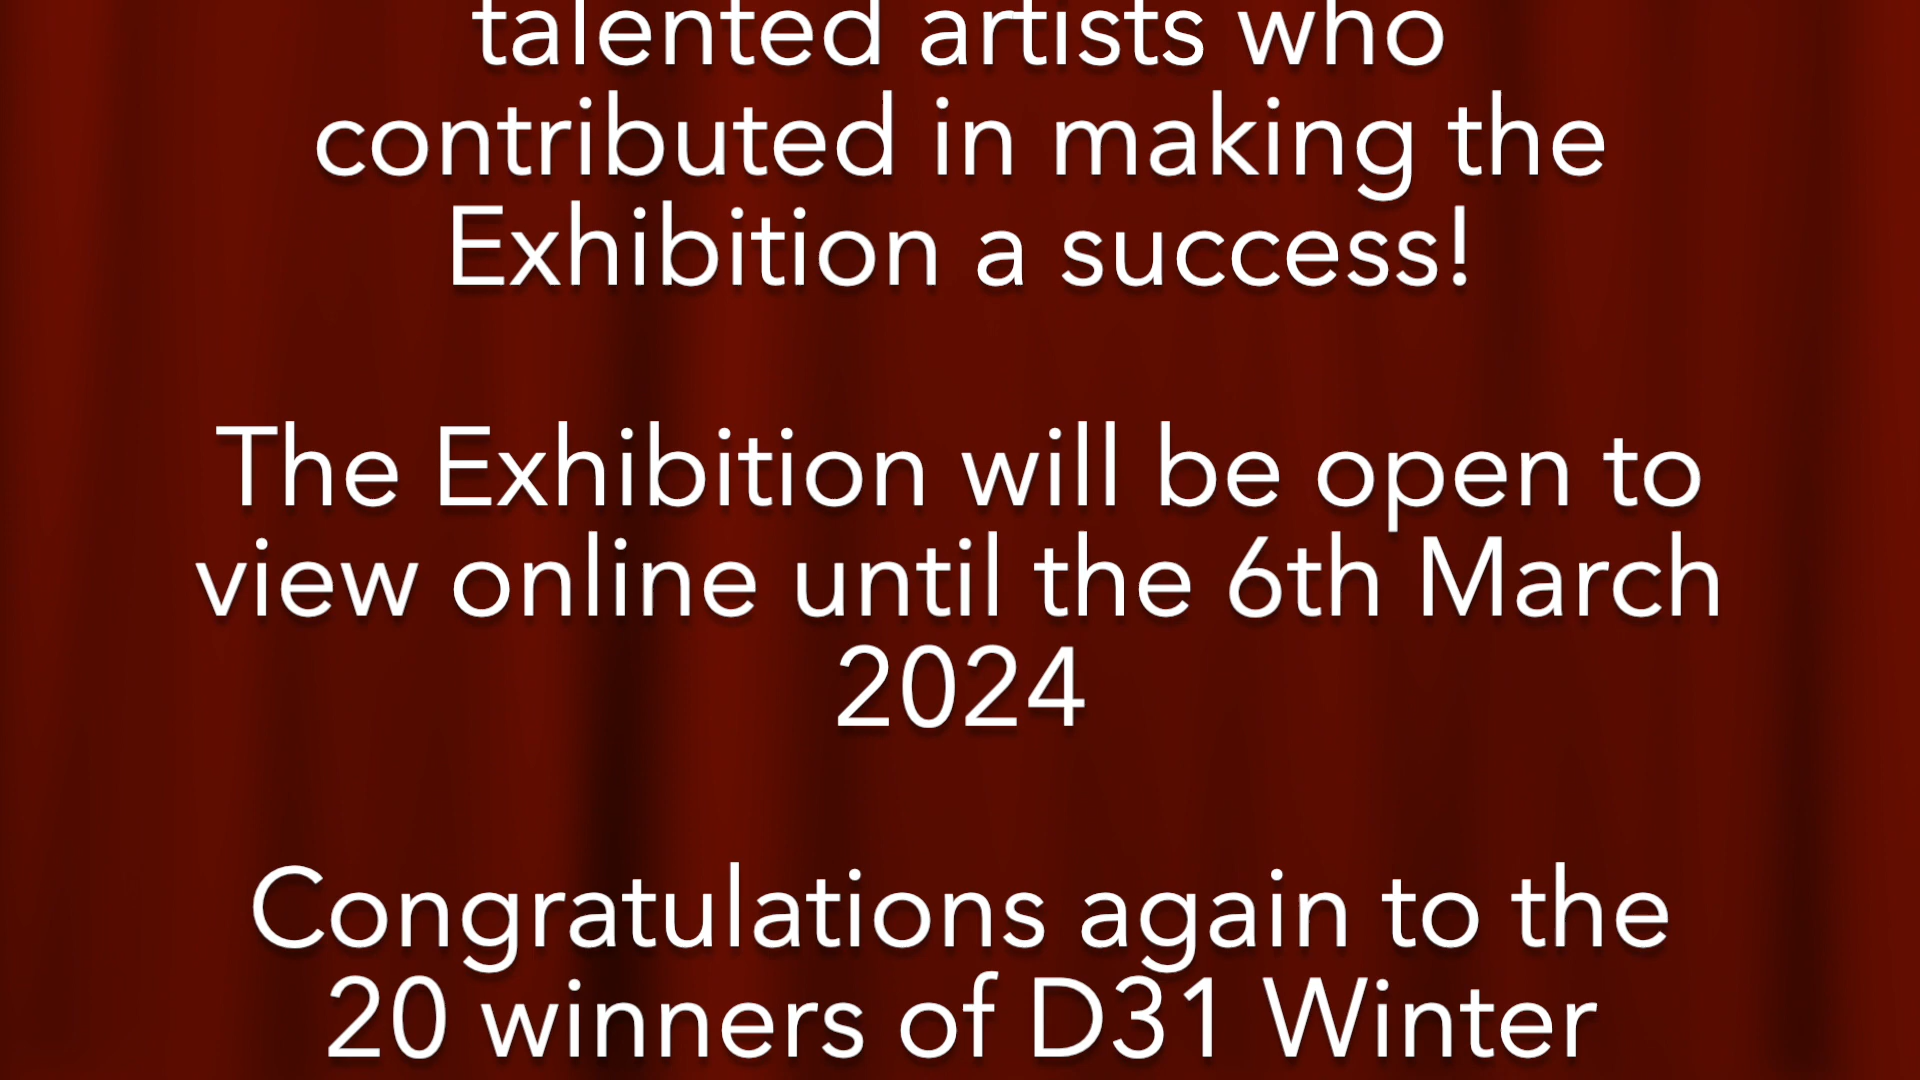 talented artists who
contributed in making the
Exhibition a success!
The Exhibition will be open to
view online until the 6th March
2024
Congratulations again to the
20 winners of D31 Winter